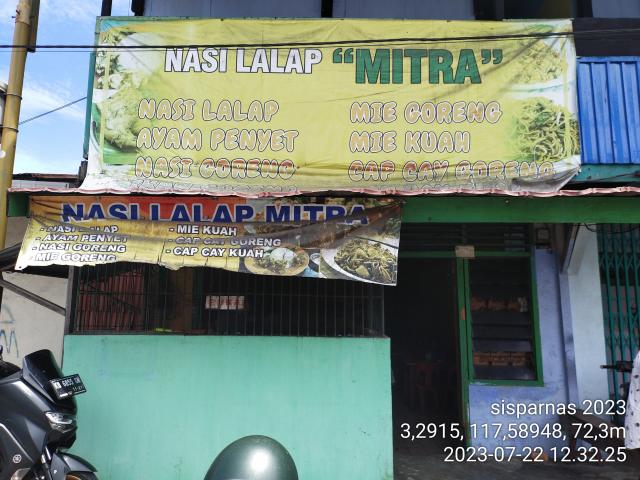 NASI LALAP "MITRA"
NASI LALAP
AYAM PENYET
NASI GORENG
MIE GORENG
MIE KUAH
CAP CAY GORENG
NASI LALAP MITRA
- NASI LALAP
- AYAM PENYET
- NASI GORENG
MIE GORENG
- MIE KUAH
- CAP CAY GORENG
- CAP CAY KUAH
sisparnas 2023
3,2915, 117,58948, 72,3m
2023-07-22 12.32.25